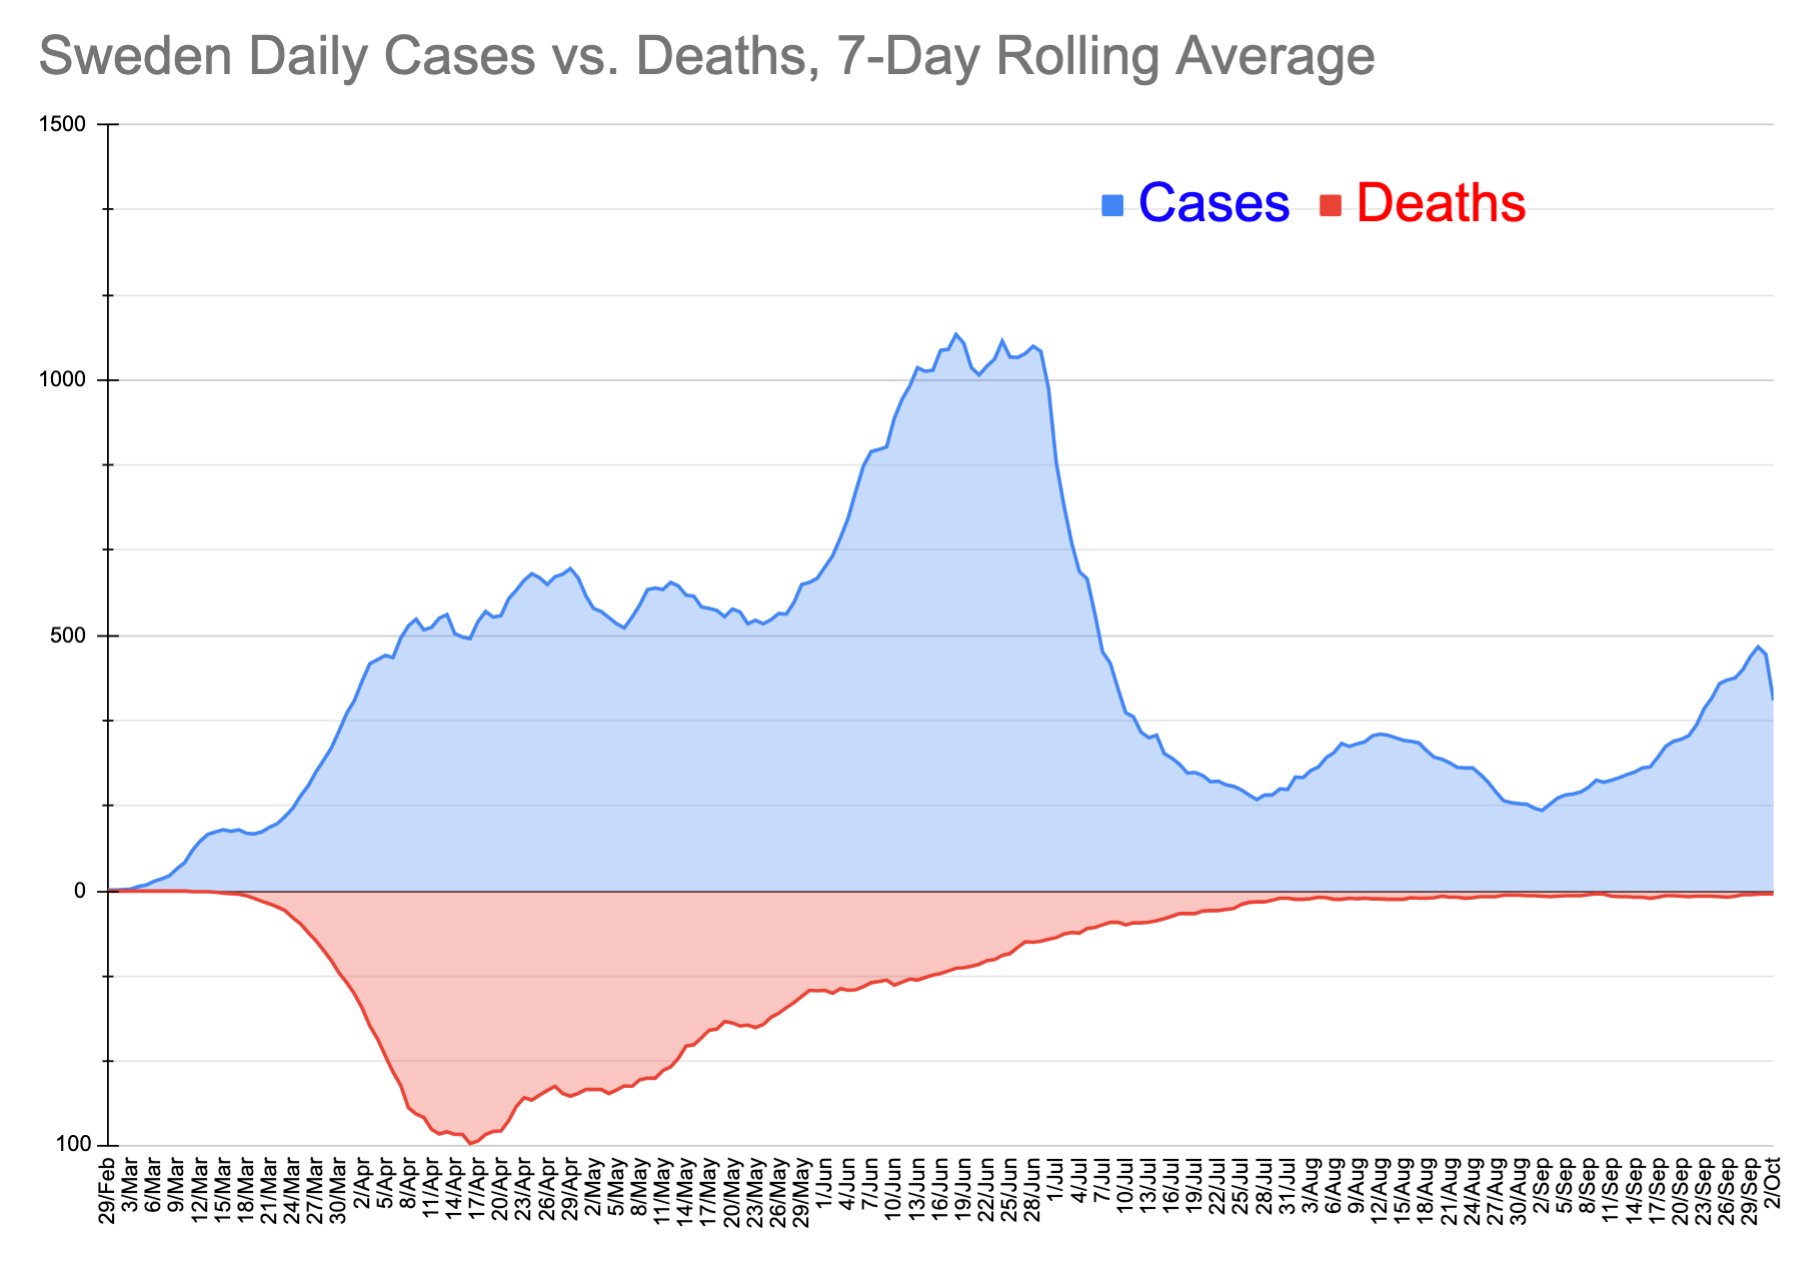 Sweden Daily Cases vs. Deaths, 7-Day Rolling Average
1500
Cases Deaths
1000
500
0
100
29/Feb
3/Mar
6/Mar
9/Mar
12/Mar
15/Mar
18/Mar
21/Mar
24/Mar
27/Mar
30/Mar
2/Apr
5/Apr
8/Apr
11/Apr
14/Apr
17/Apr
20/Apr
23/Apr
26/Apr
29/Apr
2/May
5/May
8/May
11/May
14/May
17/May
20/May
23/May
26/May
29/May
1/Jun
4/Jun
7/Jun
10/Jun
13/Jun
16/Jun
19/Jun
22/Jun
25/Jun
28/Jun
1/Jul
4/Jul
7/Jul
10/Jul
13/Jul
16/Jul
19/Jul
22/Jul
25/Jul
28/Jul
31/Jul
3/Aug
6/Aug
9/Aug
12/Aug
15/Aug
18/Aug
21/Aug
24/Aug
27/Aug
30/Aug
2/Sep
5/Sep
8/Sep
11/Sep
14/Sep
17/Sep
20/Sep
23/Sep
26/Sep
29/Sep
2/Oct